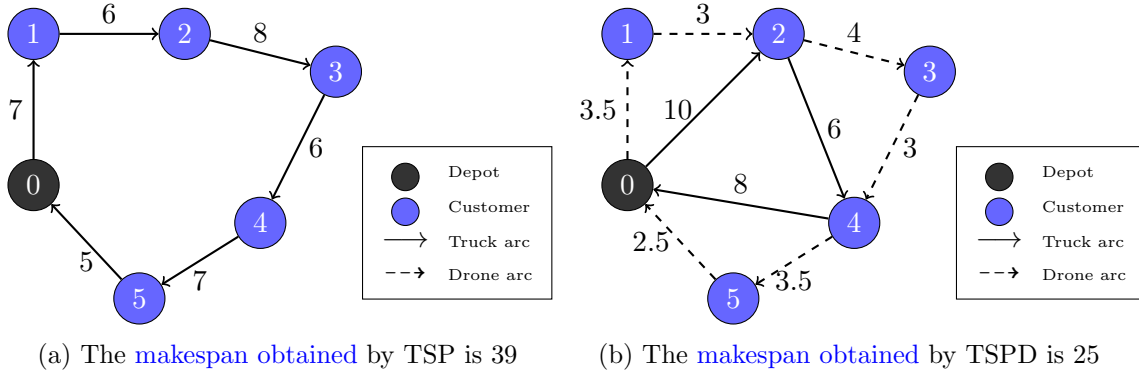 1
6
2
8
3
7
6
0
4
5
7
5
Depot
Customer
Truck arc
Drone arc
(a) The makespan obtained by TSP is 39
1
3
2
4
3
3.5
10
6
3
0
8
4
2.5
3.5
5
Depot
Customer
Truck arc
Drone arc
(b) The makespan obtained by TSPD is 25